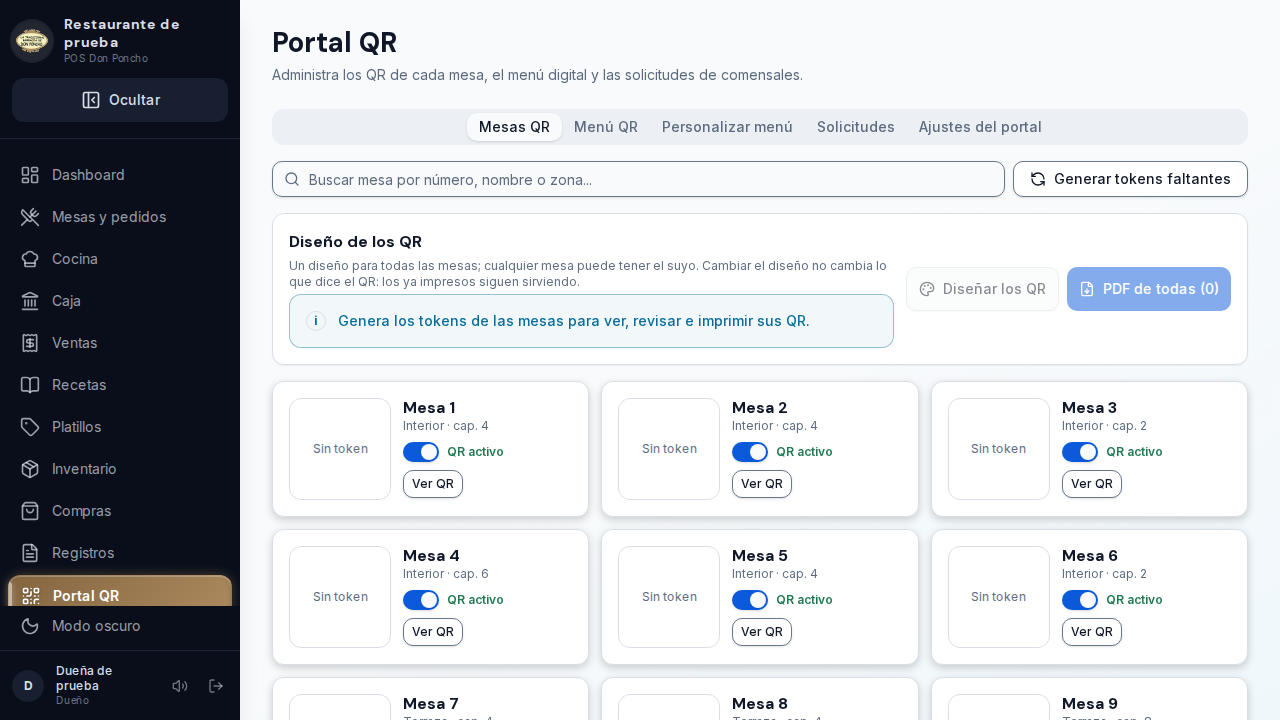 Restaurante de
prueba
POS Don Poncho
Ocultar
Dashboard
Mesas y pedidos
Cocina
Caja
Ventas
Recetas
Platillos
Inventario
Compras
Registros
Portal QR
Modo oscuro
D
Dueña de
prueba
Dueño
Portal QR
Administra los QR de cada mesa, el menú digital y las solicitudes de comensales.
Mesas QR
Menú QR
Personalizar menú
Solicitudes
Ajustes del portal
Buscar mesa por número, nombre o zona...
Generar tokens faltantes
Diseño de los QR
Un diseño para todas las mesas; cualquier mesa puede tener el suyo. Cambiar el diseño no cambia lo
que dice el QR: los ya impresos siguen sirviendo.
i
Genera los tokens de las mesas para ver, revisar e imprimir sus QR.
Diseñar los QR
PDF de todas (0)
Sin token
Mesa 1
Interior · cap. 4
QR activo
Ver QR
Sin token
Mesa 2
Interior · cap. 4
QR activo
Ver QR
Sin token
Mesa 3
Interior · cap. 2
QR activo
Ver QR
Sin token
Mesa 4
Interior · cap. 6
QR activo
Ver QR
Sin token
Mesa 5
Interior · cap. 4
QR activo
Ver QR
Sin token
Mesa 6
Interior · cap. 2
QR activo
Ver QR
Mesa 7
Mesa 8
Mesa 9